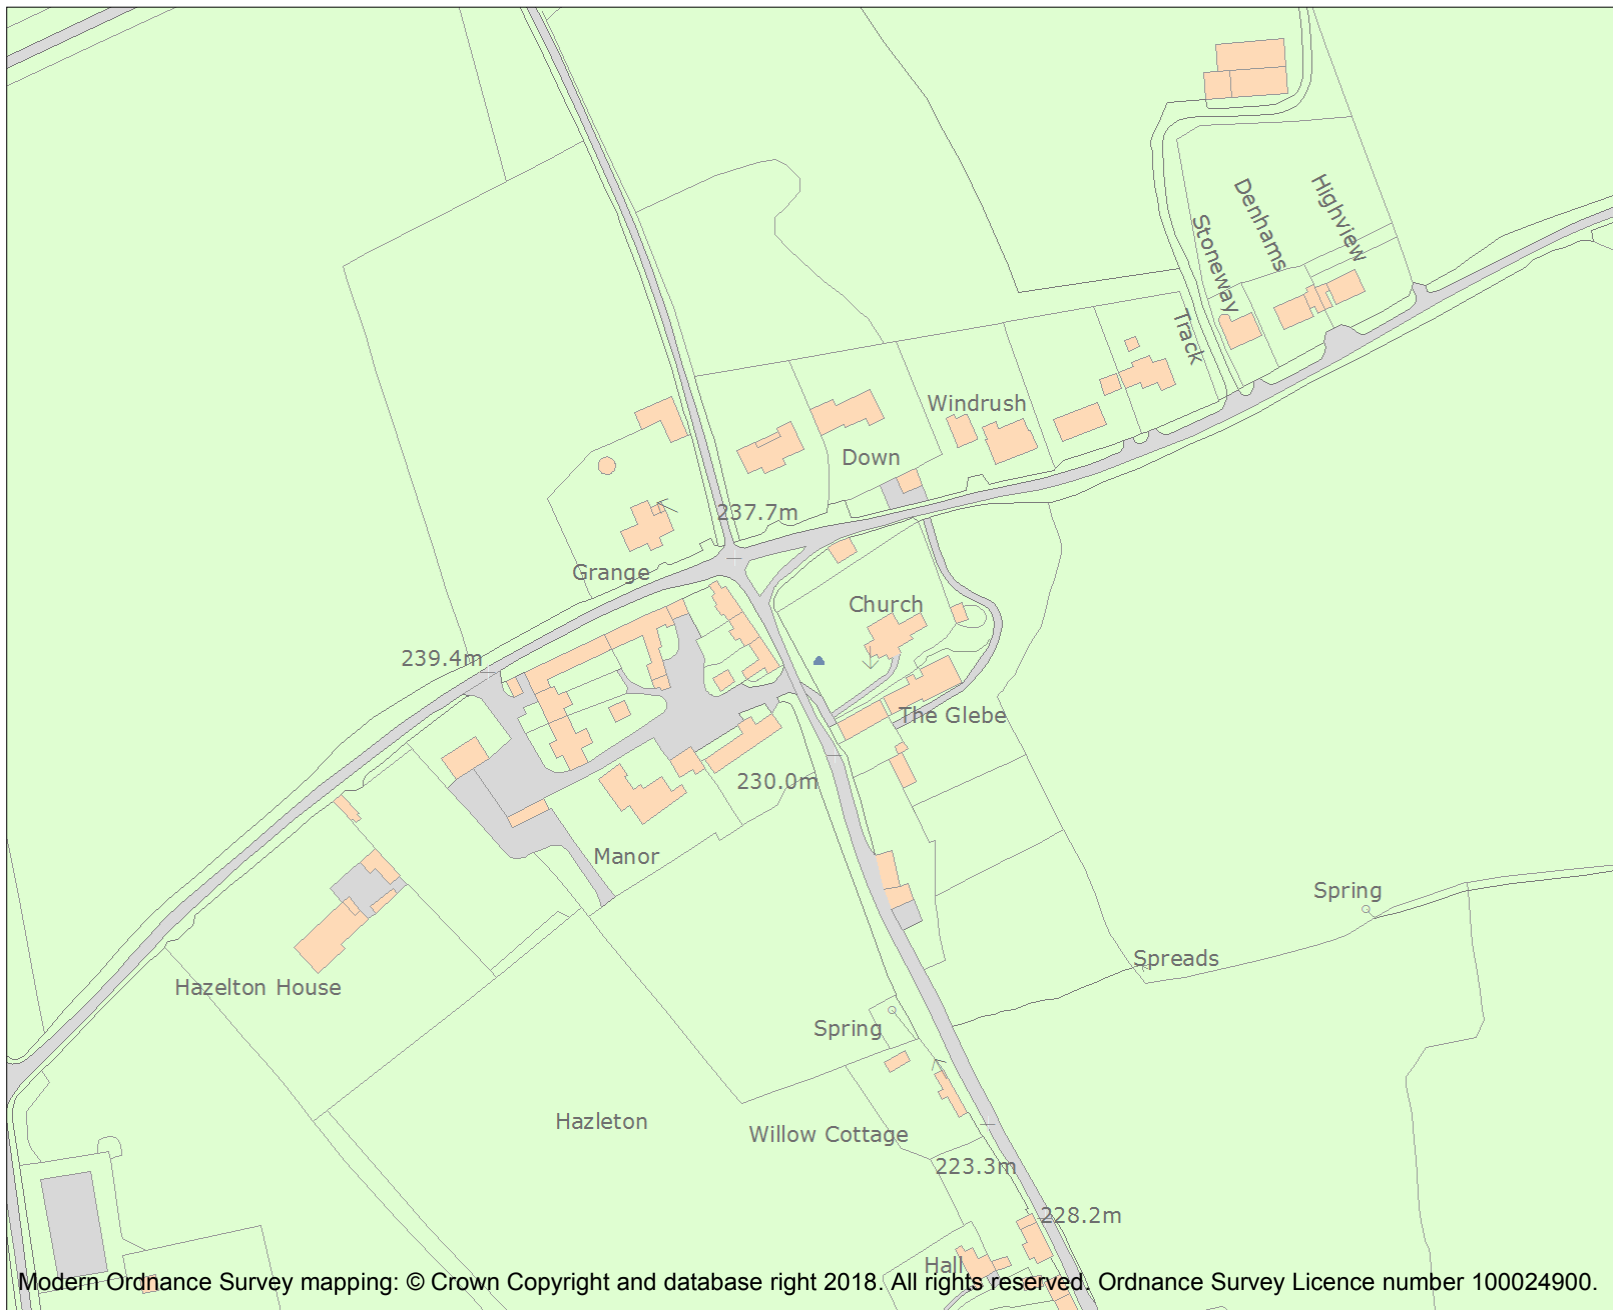 Highview
Denhams
Stoneway
Track
Windrush
Down
237.7m
Grange
Church
239.4m
The Glebe
230.0m
Manor
Spring
Spreads
Hazelton House
Spring
Hazleton
Willow Cottage
223.3m
228.2m
Hall
Modern Ordnance Survey mapping: © Crown Copyright and database right 2018. All rights reserved. Ordnance Survey Licence number 100024900.